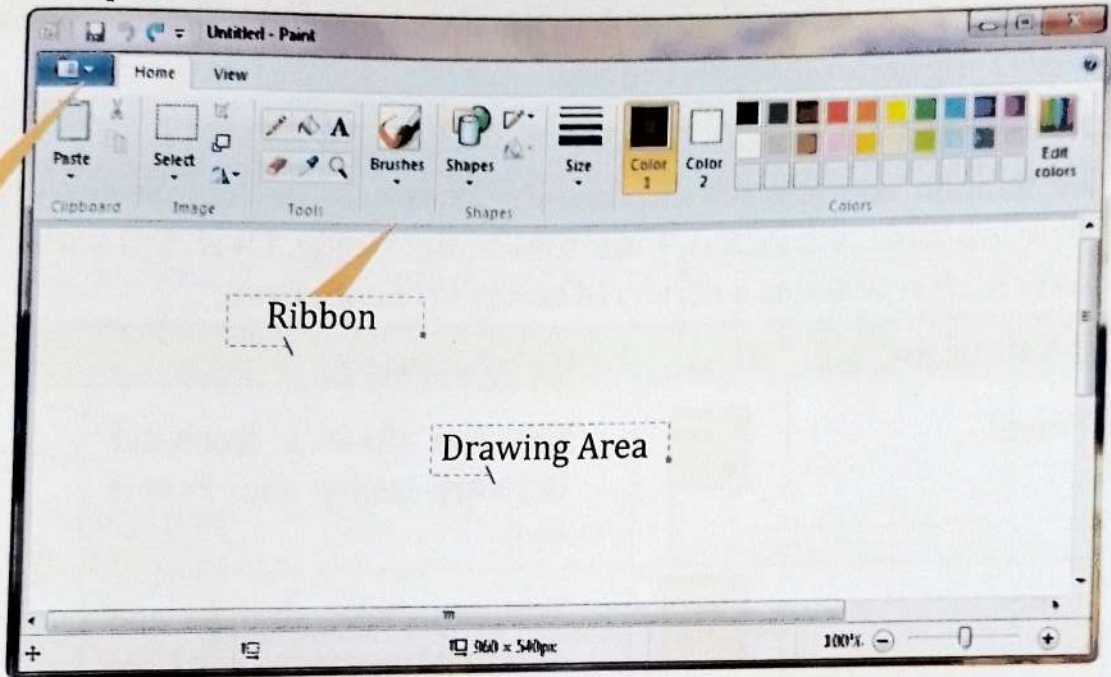 Untitled - Paint
Home View
Paste
Select
A
Brushes
Shapes
Size
Color 1
Color 2
Edit colors
Clipboard Image Tools Shapes Colors
Ribbon
Drawing Area
960 × 540px
100%